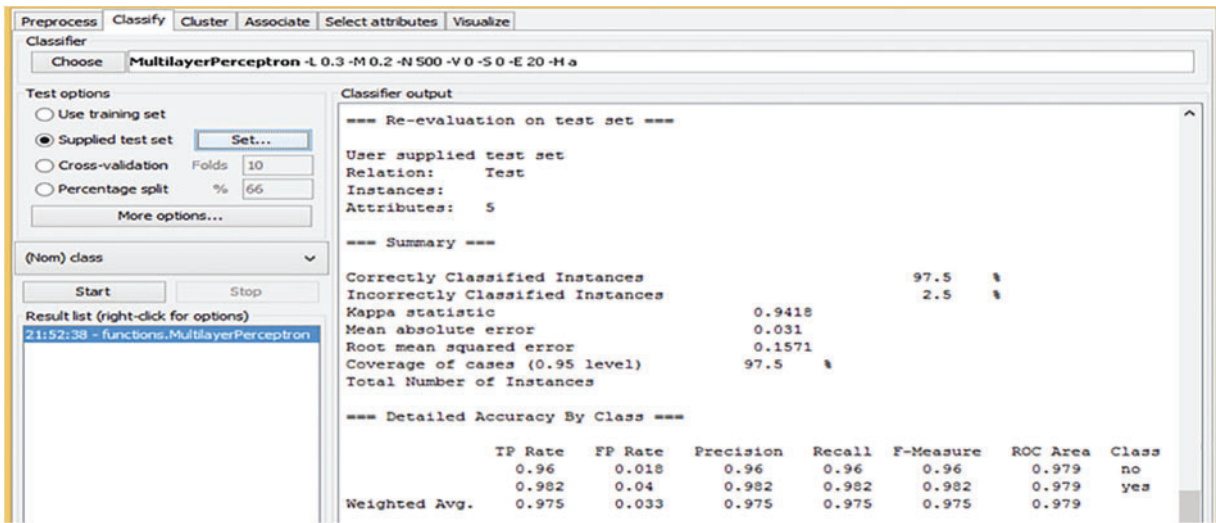 Preprocess Classify Cluster Associate Select attributes Visualize
Classifier
Choose MultilayerPerceptron -L 0.3 -M 0.2 -N 500 -V 0 -S 0 -E 20 -H a
Test options
Use training set
Supplied test set Set...
Cross-validation Folds 10
Percentage split % 66
More options...
(Nom) class
Start Stop
Result list (right-click for options)
21:52:38 - functions.MultilayerPerceptron
Classifier output
=== Re-evaluation on test set ===
User supplied test set
Relation: Test
Instances:
Attributes: 5
=== Summary ===
Correctly Classified Instances 97.5 %
Incorrectly Classified Instances 2.5 %
Kappa statistic 0.9418
Mean absolute error 0.031
Root mean squared error 0.1571
Coverage of cases (0.95 level) 97.5 %
Total Number of Instances
=== Detailed Accuracy By Class ===
TP Rate FP Rate Precision Recall F-Measure ROC Area Class
0.96 0.018 0.96 0.96 0.96 0.979 no
0.982 0.04 0.982 0.982 0.982 0.979 yes
Weighted Avg. 0.975 0.033 0.975 0.975 0.975 0.979